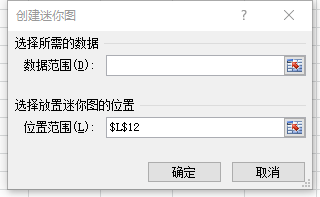 创建迷你图
?
选择所需的数据
数据范围(D):
选择放置迷你图的位置
位置范围(L): $L$12
确定 取消